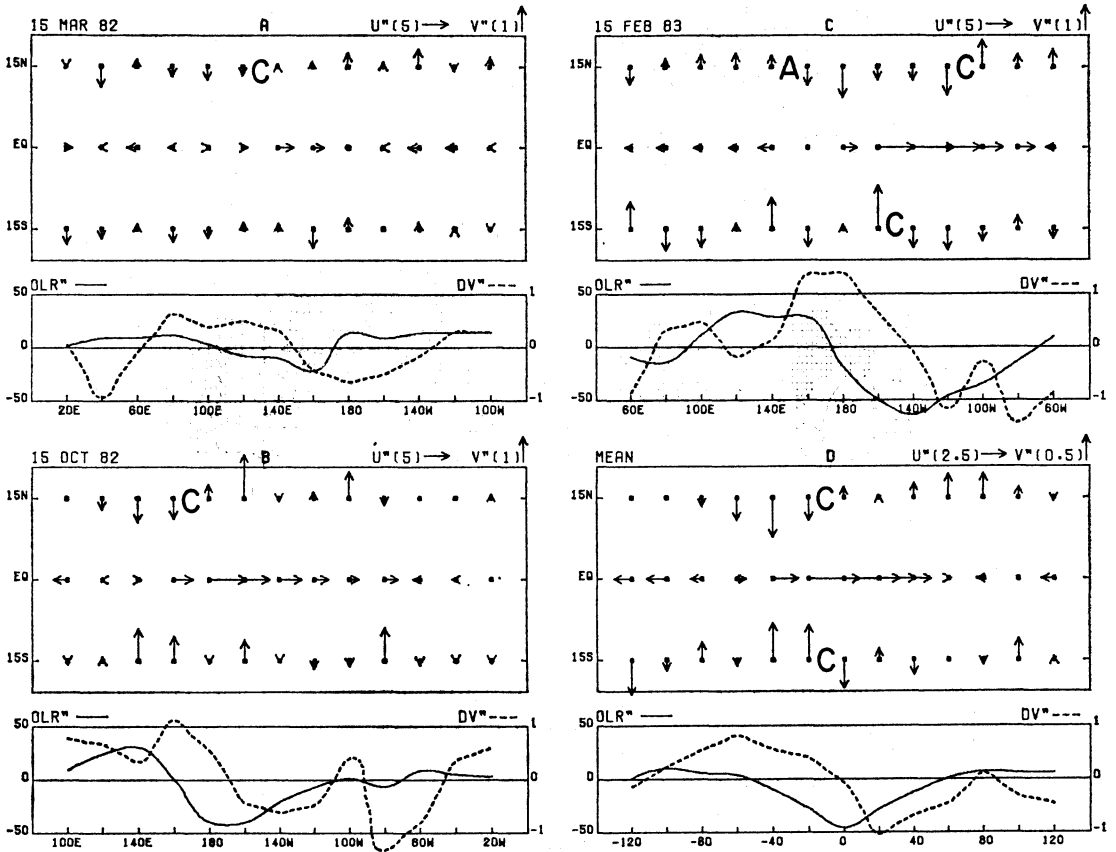 15 MAR 82 A U"(5) V"(1)
15N C
EQ
15S
OLR" DV"
50 1
0 0
-50 -1
20E 60E 100E 140E 180 140W 100W
15 FEB 83 C U"(5) V"(1)
15N A C
EQ
15S C
OLR" DV"
50 1
0 0
-50 -1
60E 100E 140E 180 140W 100W 60W
15 OCT 82 B U"(5) V"(1)
15N C
EQ
15S
OLR" DV"
50 1
0 0
-50 -1
100E 140E 180 140W 100W 60W 20W
MEAN D U"(2.5) V"(0.5)
15N C
EQ
15S C
OLR" DV"
50 1
0 0
-50 -1
-120 -80 -40 0 40 80 120